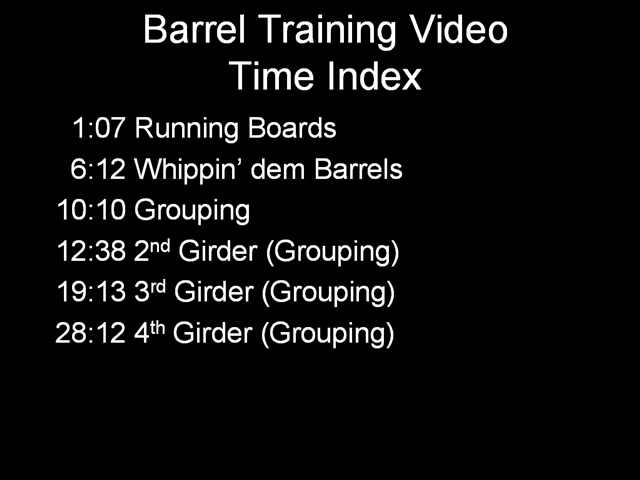 Barrel Training Video
Time Index
1:07 Running Boards
6:12 Whippin’ dem Barrels
10:10 Grouping
12:38 2nd Girder (Grouping)
19:13 3rd Girder (Grouping)
28:12 4th Girder (Grouping)